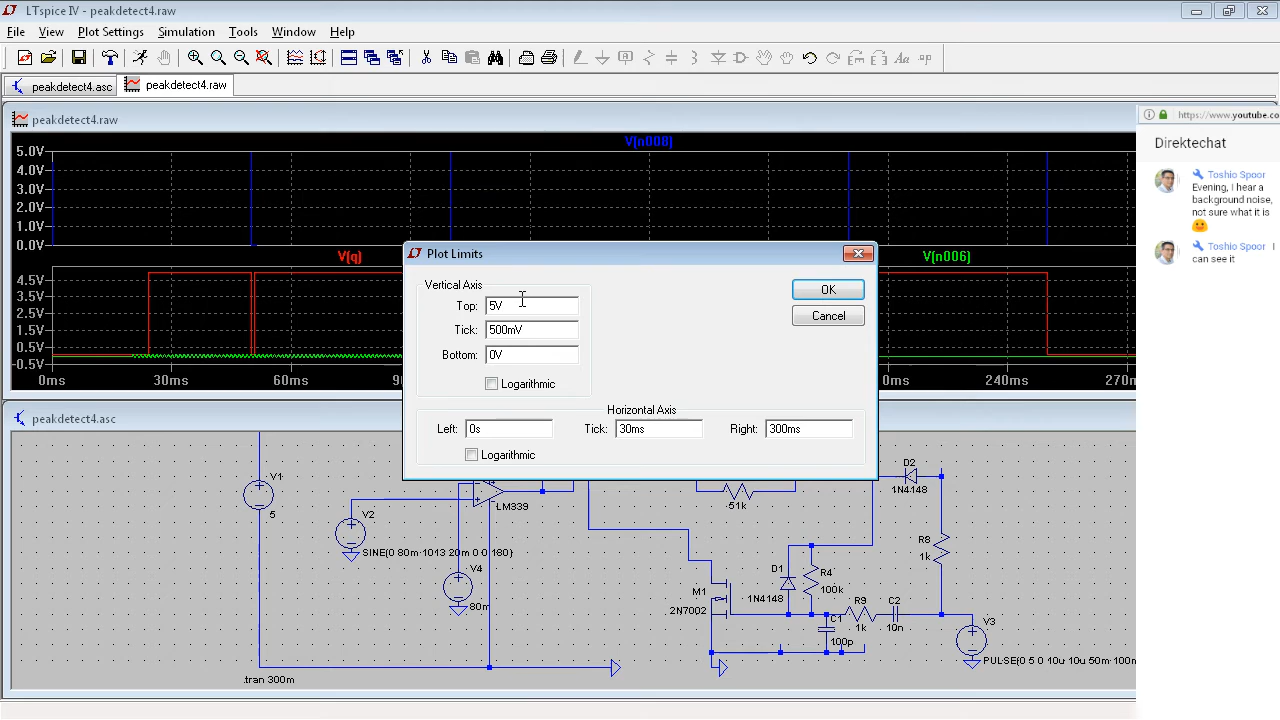 LTspice IV - peakdetect4.raw
File View Plot Settings Simulation Tools Window Help
peakdetect4.asc peakdetect4.raw
peakdetect4.raw
V(n008)
5.0V
4.0V
3.0V
2.0V
1.0V
0.0V
V(q) V(n006)
4.5V
3.5V
2.5V
1.5V
0.5V
-0.5V
0ms 30ms 60ms 240ms
Plot Limits
Vertical Axis
Top: 5V
Tick: 500mV
Bottom: 0V
Logarithmic
OK
Cancel
Horizontal Axis
Left: 0s Tick: 30ms Right: 300ms
Logarithmic
peakdetect4.asc
V1
5
V2
SINE(0 80m 1013 20m 0 0 160)
LM339
V4
80m
.tran 300m
51k
D2
1N4148
R8
1k
D1
1N4148
R4
100k
M1
2N7002
R9
1k
C2
10n
C1
100p
V3
PULSE(0 5 0 10u 10u 50m 100m
https://www.youtube.co
Direktechat
Toshio Spoor
Evening, I hear a
background noise,
not sure what it is
Toshio Spoor I
can see it